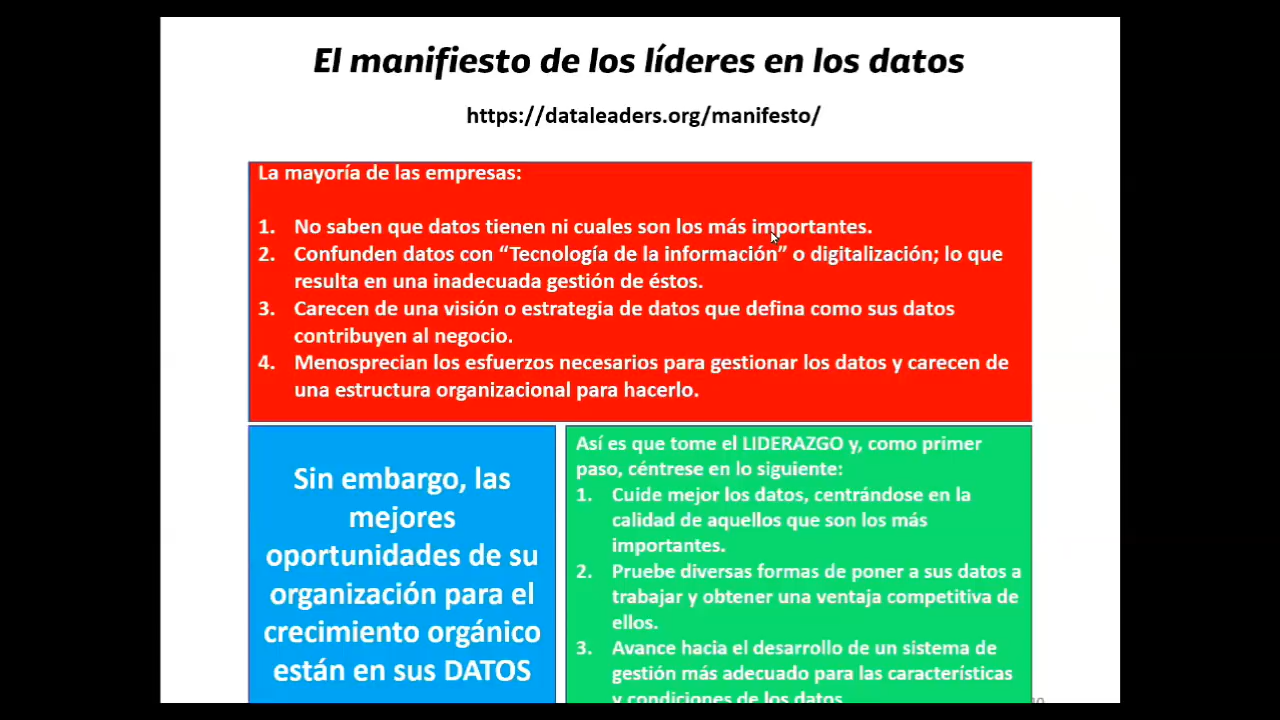 El manifiesto de los líderes en los datos
https://dataleaders.org/manifesto/
La mayoría de las empresas:
1. No saben que datos tienen ni cuales son los más importantes.
2. Confunden datos con “Tecnología de la información” o digitalización; lo que
resulta en una inadecuada gestión de éstos.
3. Carecen de una visión o estrategia de datos que defina como sus datos
contribuyen al negocio.
4. Menosprecian los esfuerzos necesarios para gestionar los datos y carecen de
una estructura organizacional para hacerlo.
Sin embargo, las
mejores
oportunidades de su
organización para el
crecimiento orgánico
están en sus DATOS
Así es que tome el LIDERAZGO y, como primer
paso, céntrese en lo siguiente:
1. Cuide mejor los datos, centrándose en la
calidad de aquellos que son los más
importantes.
2. Pruebe diversas formas de poner a sus datos a
trabajar y obtener una ventaja competitiva de
ellos.
3. Avance hacia el desarrollo de un sistema de
gestión más adecuado para las características
y condiciones de los datos